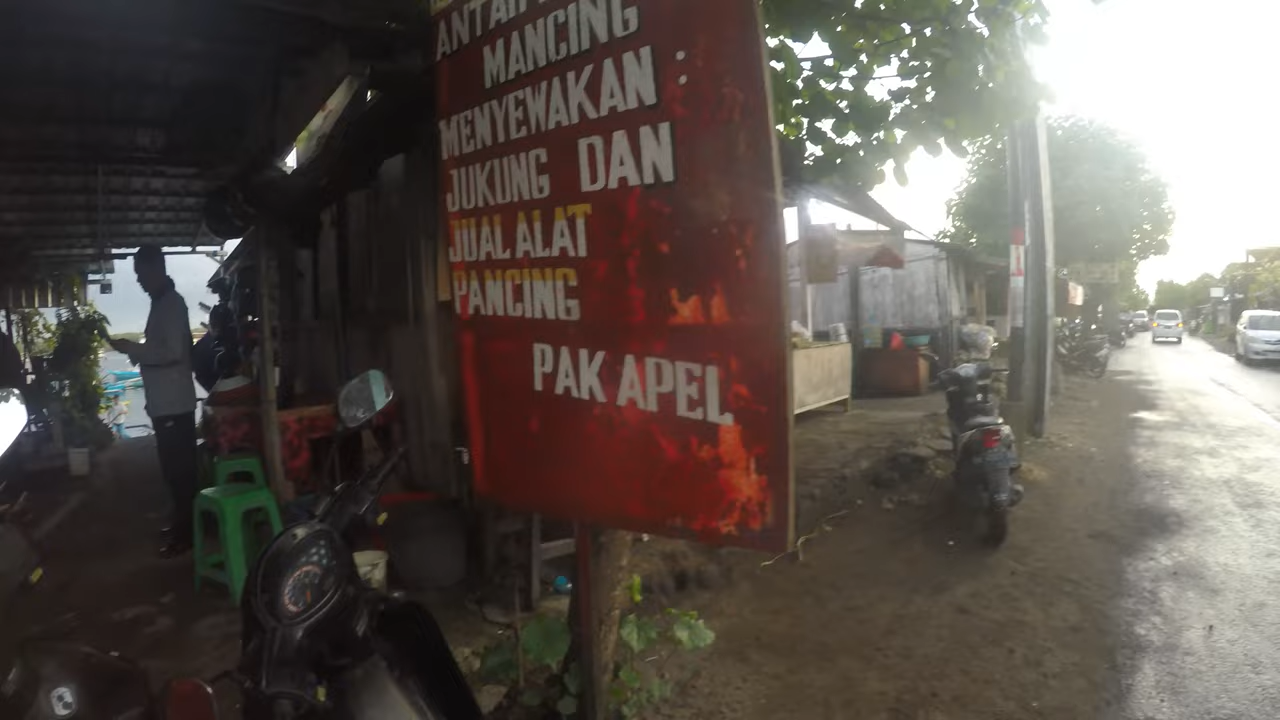 MANCING
MENYEWAKAN :
JUKUNG DAN
JUAL ALAT
PANCING
PAK APEL